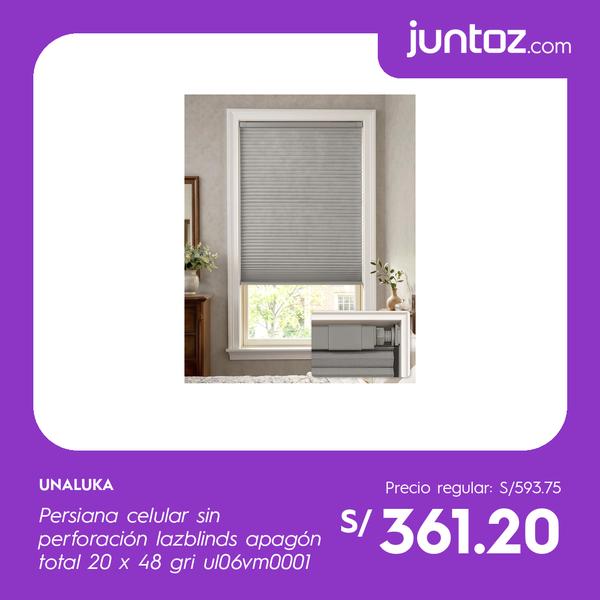 juntoz.com
UNALUKA
Persiana celular sin
perforación lazblinds apagón
total 20 x 48 gri ul06vm0001
Precio regular: S/593.75
S/ 361.20